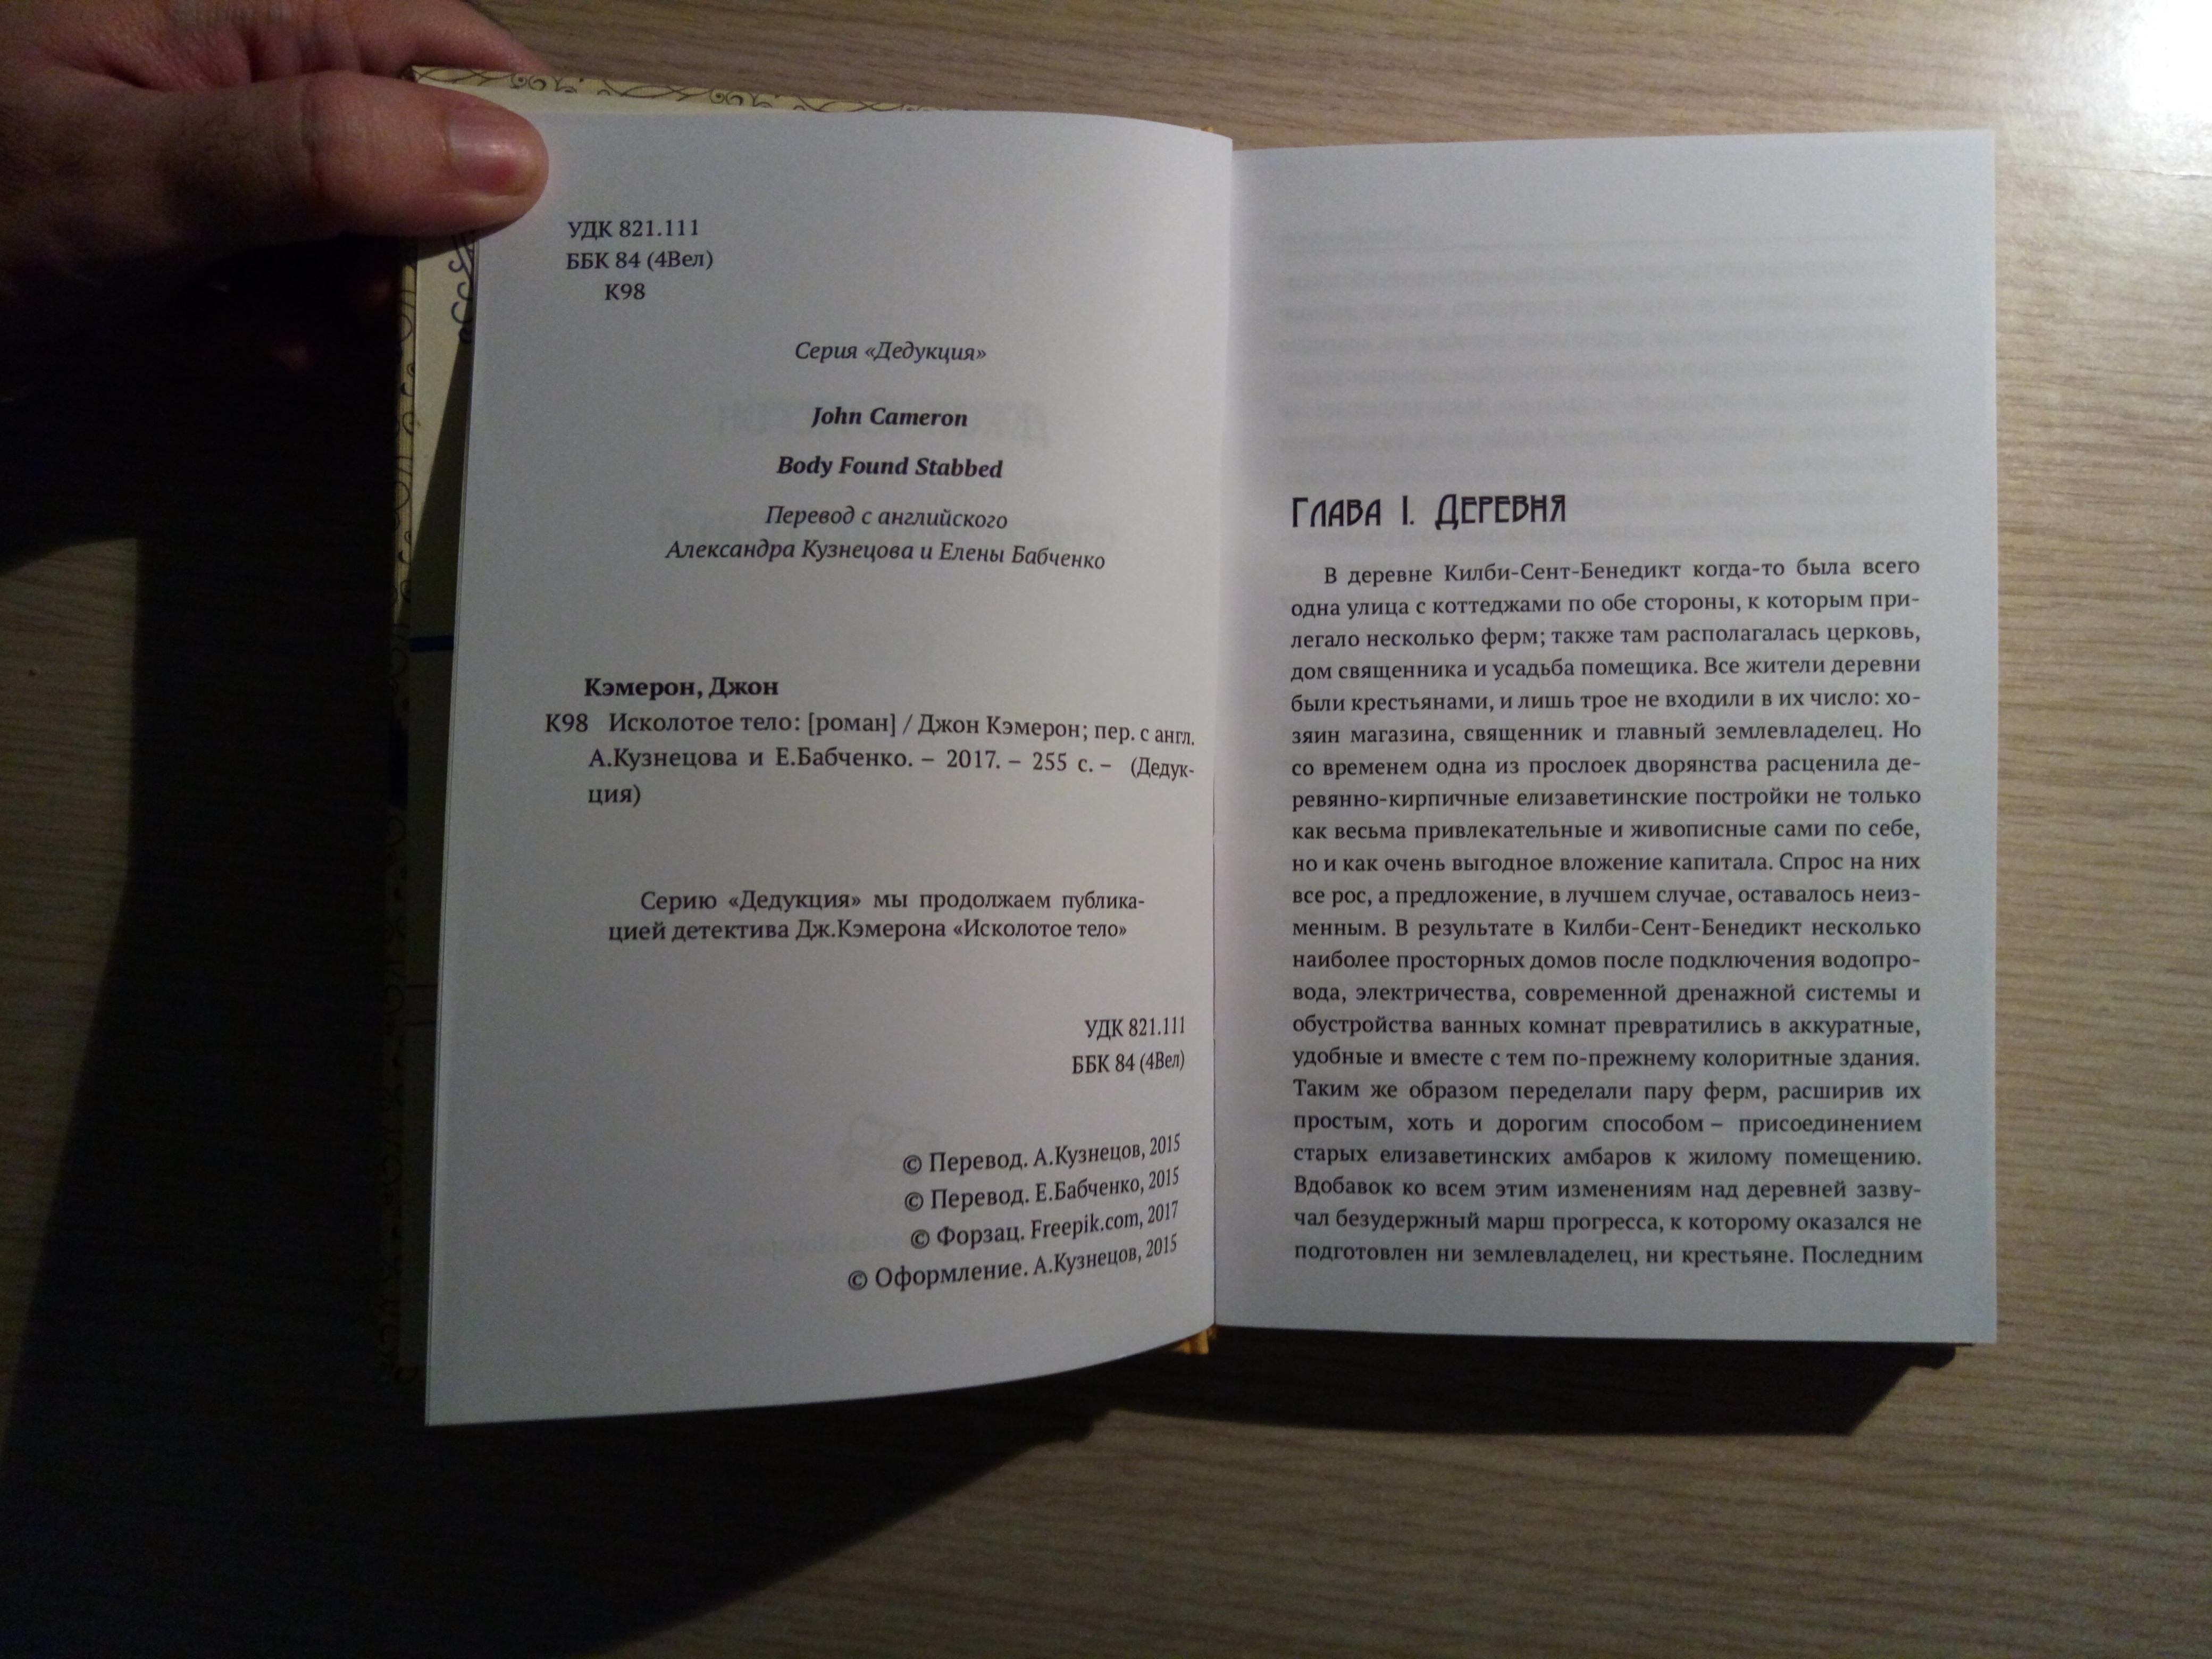 УДК 821.111
ББК 84 (4Вел)
К98
Серия «Дедукция»
John Cameron
Body Found Stabbed
Перевод с английского
Александра Кузнецова и Елены Бабченко
Кэмерон, Джон
К98 Исколотое тело: [роман] / Джон Кэмерон; пер. с англ.
А.Кузнецова и Е.Бабченко. – 2017. – 255 с. – (Дедук-
ция)
Серию «Дедукция» мы продолжаем публика-
цией детектива Дж.Кэмерона «Исколотое тело»
УДК 821.111
ББК 84 (4Вел)
© Перевод. А.Кузнецов, 2015
© Перевод. Е.Бабченко, 2015
© Форзац. Freepik.com, 2017
© Оформление. А.Кузнецов, 2015
Глава I. Деревня
В деревне Килби-Сент-Бенедикт когда-то была всего
одна улица с коттеджами по обе стороны, к которым при-
легало несколько ферм; также там располагалась церковь,
дом священника и усадьба помещика. Все жители деревни
были крестьянами, и лишь трое не входили в их число: хо-
зяин магазина, священник и главный землевладелец. Но
со временем одна из прослоек дворянства расценила де-
ревянно-кирпичные елизаветинские постройки не только
как весьма привлекательные и живописные сами по себе,
но и как очень выгодное вложение капитала. Спрос на них
все рос, а предложение, в лучшем случае, оставалось неиз-
менным. В результате в Килби-Сент-Бенедикт несколько
наиболее просторных домов после подключения водопро-
вода, электричества, современной дренажной системы и
обустройства ванных комнат превратились в аккуратные,
удобные и вместе с тем по-прежнему колоритные здания.
Таким же образом переделали пару ферм, расширив их
простым, хоть и дорогим способом – присоединением
старых елизаветинских амбаров к жилому помещению.
Вдобавок ко всем этим изменениям над деревней зазву-
чал безудержный марш прогресса, к которому оказался не
подготовлен ни землевладелец, ни крестьяне. Последним